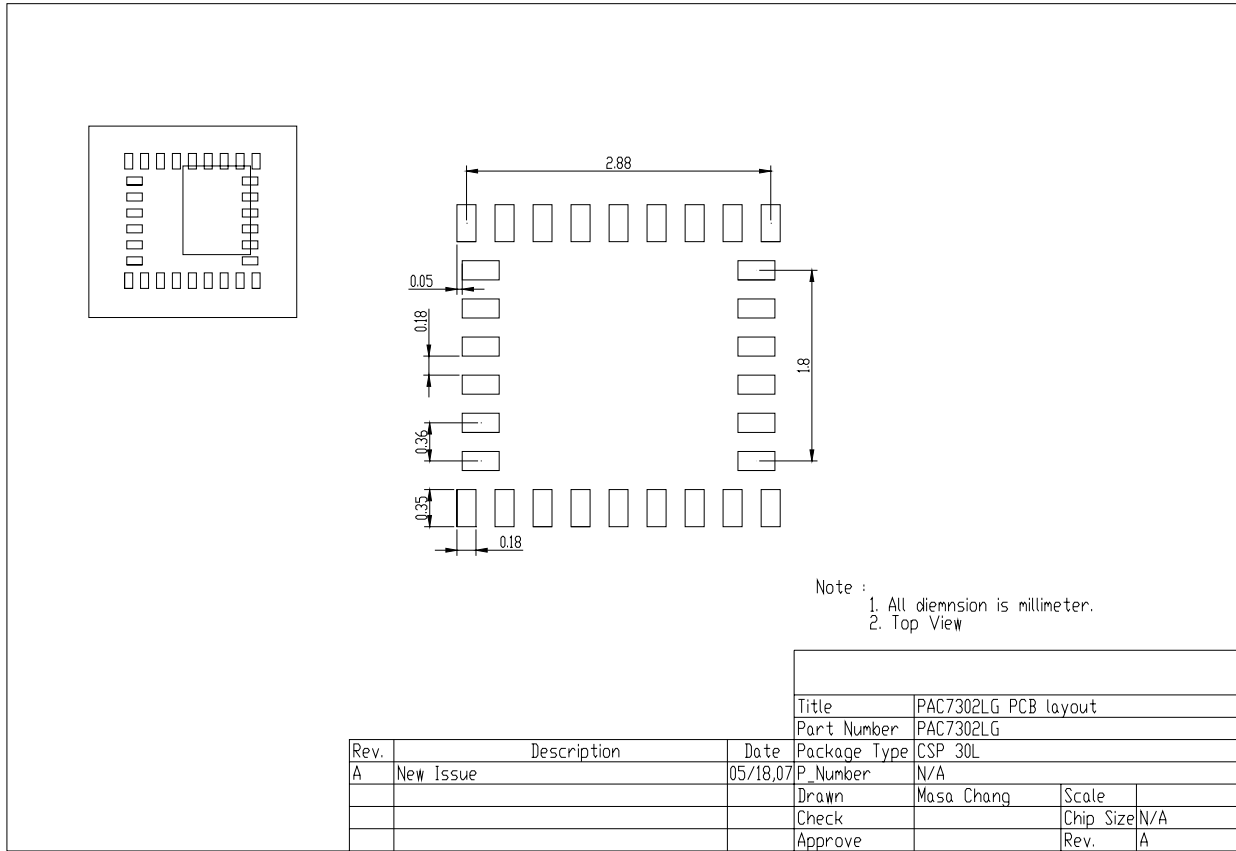 2.88
0.05
0.18
1.8
0.36
0.35
0.18
Note :
1. All diemnsion is millimeter.
2. Top View
Title PAC7302LG PCB layout
Part Number PAC7302LG
Rev. Description Date Package Type CSP 30L
A New Issue 05/18,07 P_Number N/A
Drawn Masa Chang Scale
Check Chip Size N/A
Approve Rev. A